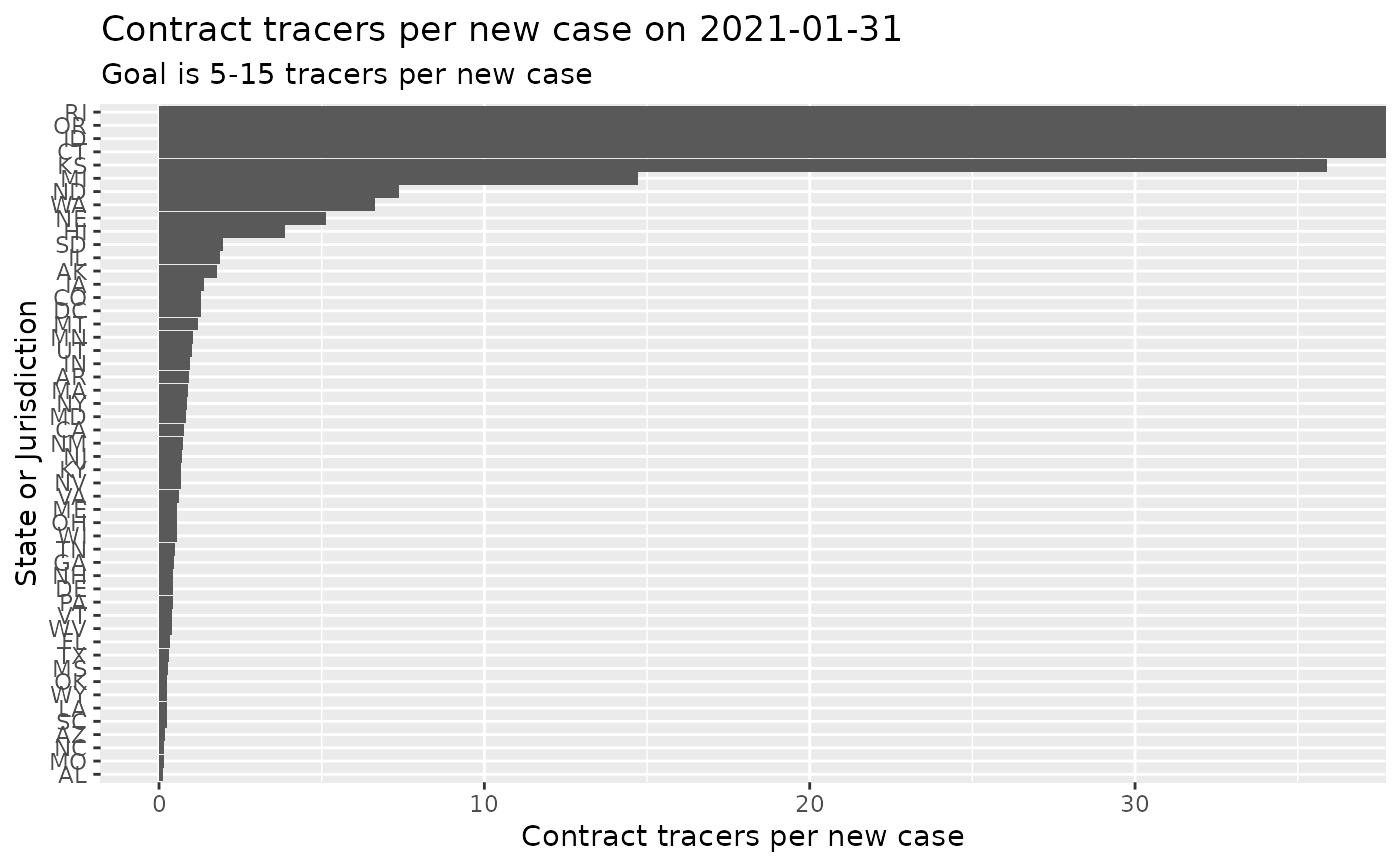 Contract tracers per new case on 2021-01-31
Goal is 5-15 tracers per new case
State or Jurisdiction
RI
OR
ID
CT
KS
MI
ND
WA
NE
HI
SD
IL
AK
IA
CO
DC
MT
MN
UT
IN
AR
MA
NY
MD
CA
NM
NJ
KY
NV
VA
ME
OH
WI
TN
GA
NH
DE
PA
VT
WV
FL
TX
MS
OK
WY
LA
SC
AZ
NC
MO
AL
0 10 20 30
Contract tracers per new case